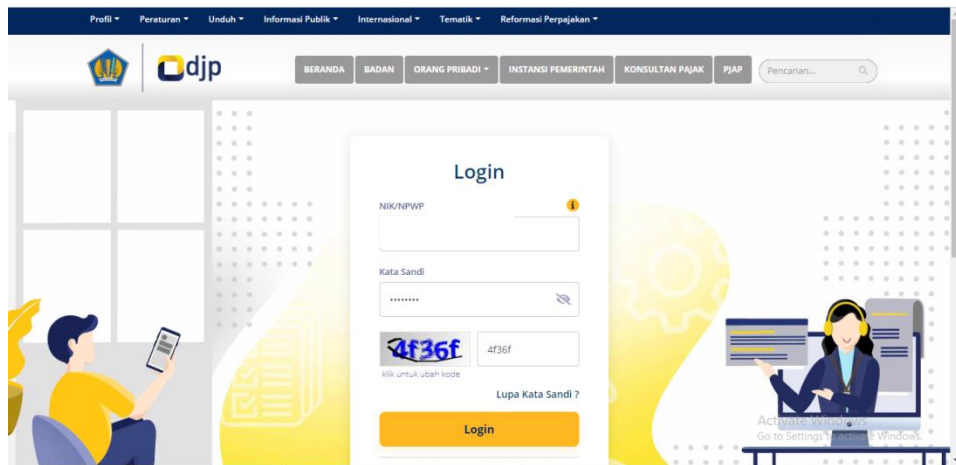 Profil Peraturan Unduh Informasi Publik Internasional Tematik Reformasi Perpajakan
djp
BERANDA BADAN ORANG PRIBADI INSTANSI PEMERINTAH KONSULTAN PAJAK PJAP Pencarian...
Login
NIK/NPWP
Kata Sandi
........
4f36f 4f36f
klik untuk ubah kode
Lupa Kata Sandi ?
Login
Activate Windows
Go to Settings to activate Windows.